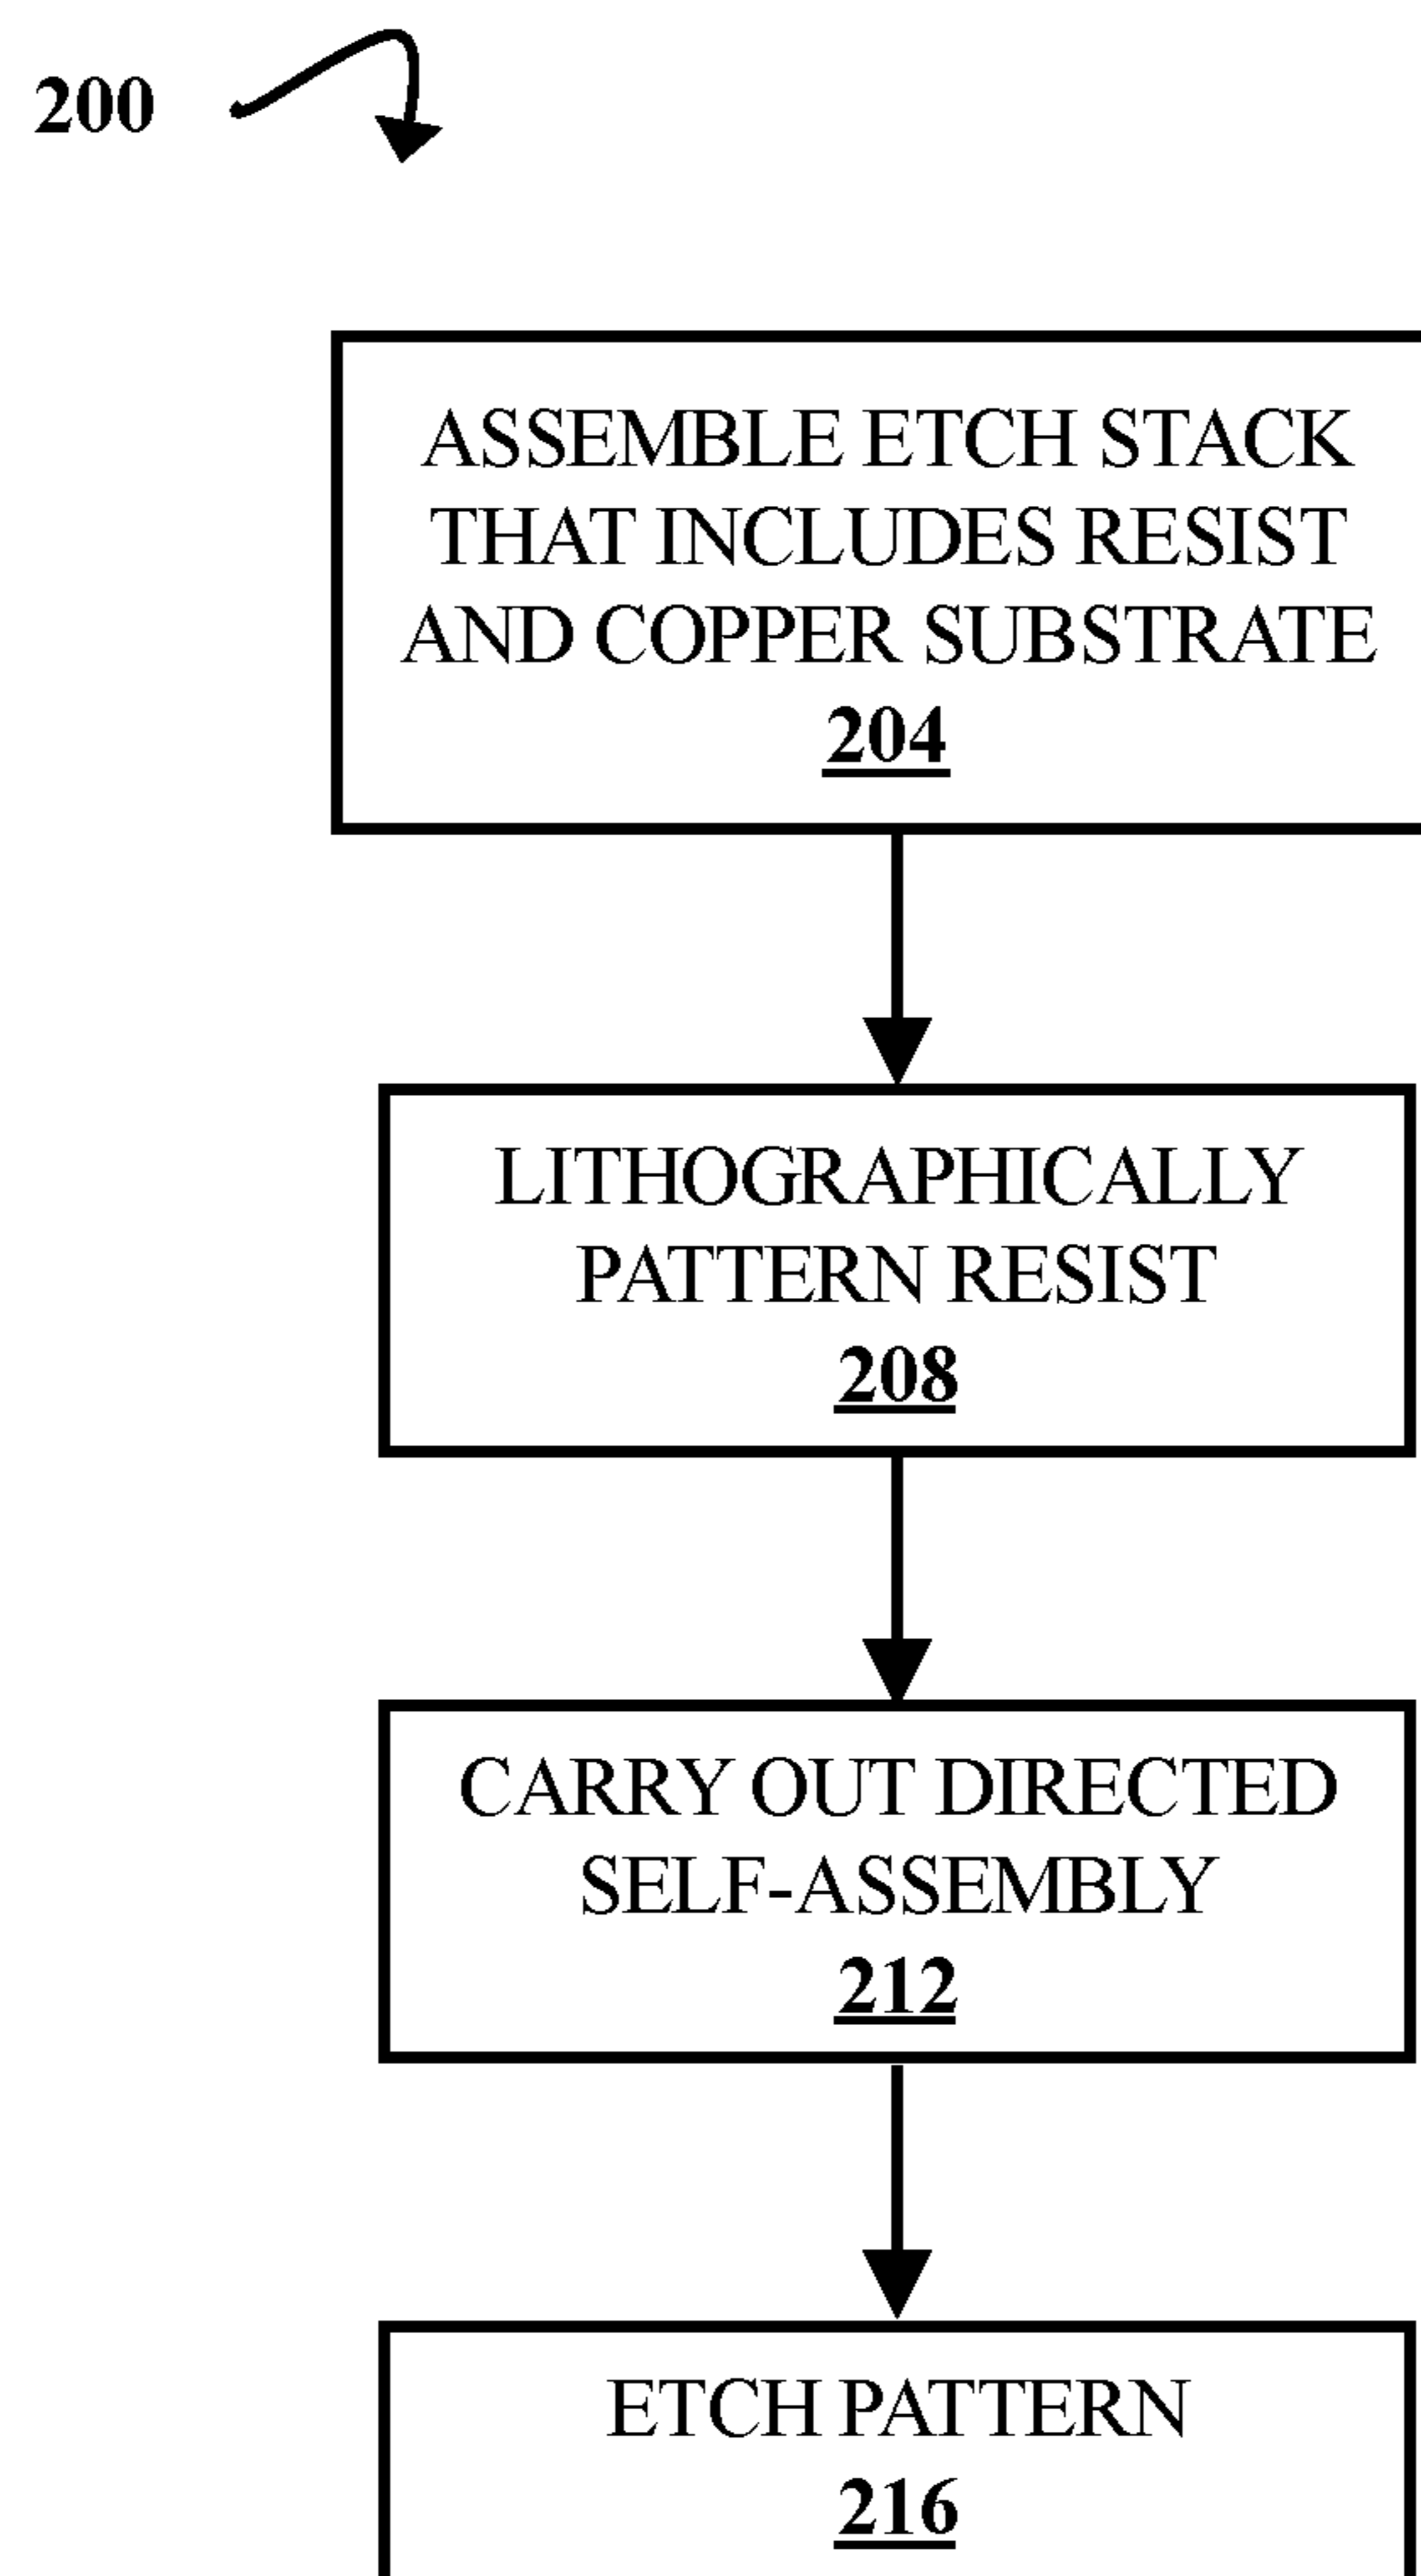 200
ASSEMBLE ETCH STACK
THAT INCLUDES RESIST
AND COPPER SUBSTRATE
204
LITHOGRAPHICALLY
PATTERN RESIST
208
CARRY OUT DIRECTED
SELF-ASSEMBLY
212
ETCH PATTERN
216